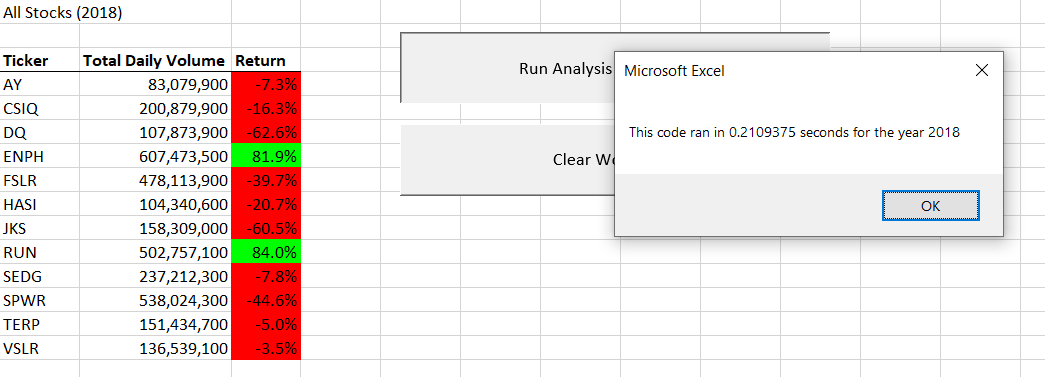 All Stocks (2018)
Ticker Total Daily Volume Return
AY 83,079,900 -7.3%
CSIQ 200,879,900 -16.3%
DQ 107,873,900 -62.6%
ENPH 607,473,500 81.9%
FSLR 478,113,900 -39.7%
HASI 104,340,600 -20.7%
JKS 158,309,000 -60.5%
RUN 502,757,100 84.0%
SEDG 237,212,300 -7.8%
SPWR 538,024,300 -44.6%
TERP 151,434,700 -5.0%
VSLR 136,539,100 -3.5%
Run Analysis
Clear Wo
Microsoft Excel
This code ran in 0.2109375 seconds for the year 2018
OK